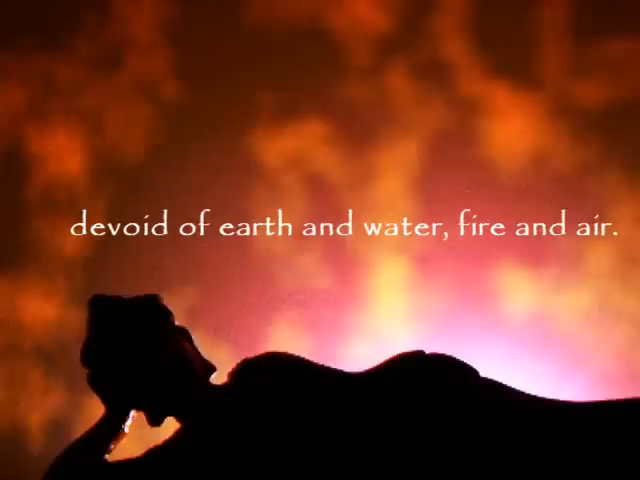 devoid of earth and water, fire and air.